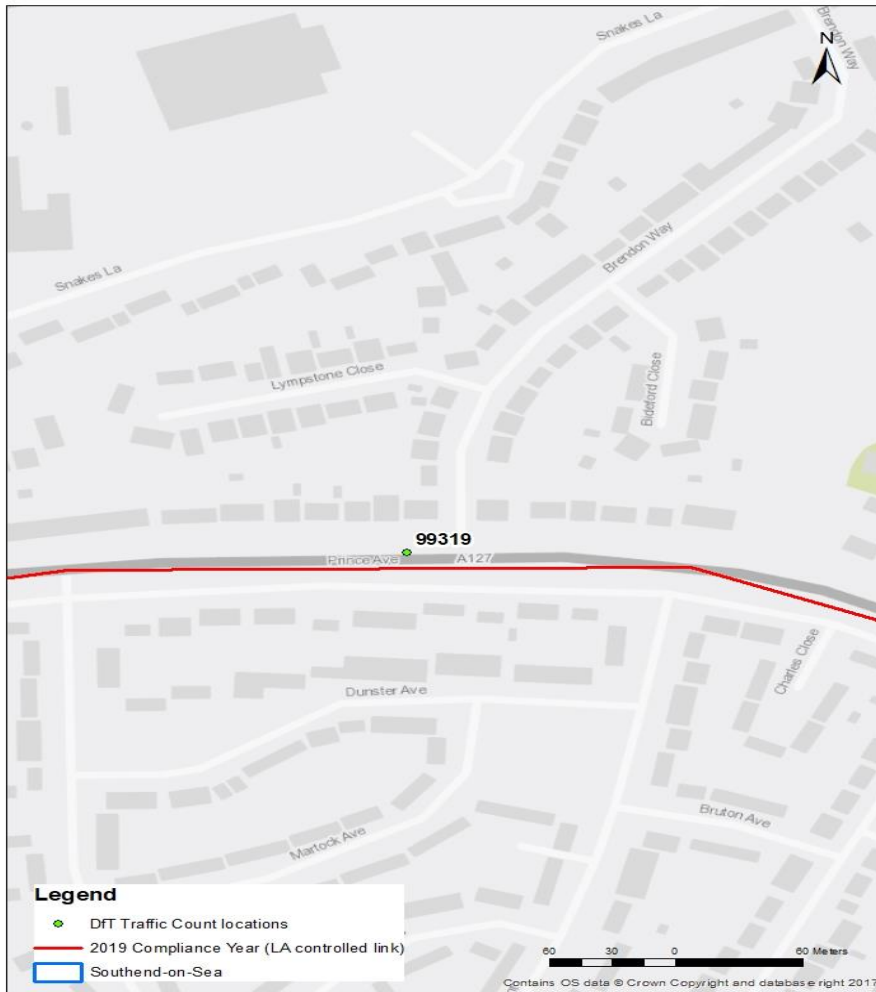 Snakes La
Brendon Way
N
Snakes La
Brendon Way
Lympstone Close
Bideford Close
99319
Prince Ave
A127
Charles Close
Dunster Ave
Bruton Ave
Martock Ave
Legend
DfT Traffic Count locations
2019 Compliance Year (LA controlled link)
Southend-on-Sea
60 30 0 60 Meters
Contains OS data © Crown Copyright and database right 2017